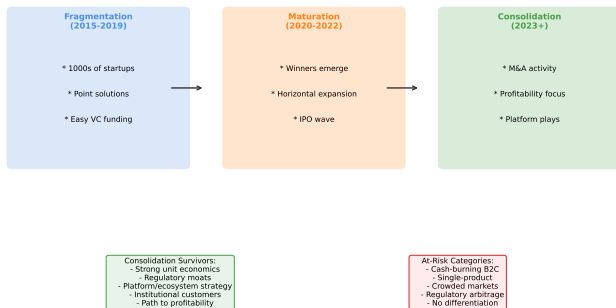 Fragmentation
(2015-2019)
* 1000s of startups
* Point solutions
* Easy VC funding
Maturation
(2020-2022)
* Winners emerge
* Horizontal expansion
* IPO wave
Consolidation
(2023+)
* M&A activity
* Profitability focus
* Platform plays
Consolidation Survivors:
- Strong unit economics
- Regulatory moats
- Platform/ecosystem strategy
- Institutional customers
- Path to profitability
At-Risk Categories:
- Cash-burning B2C
- Single-product
- Crowded markets
- Regulatory arbitrage
- No differentiation